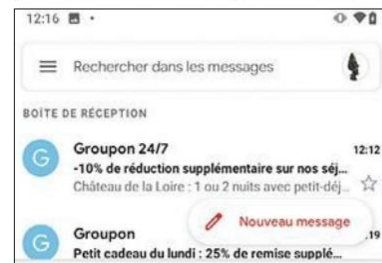 12:16
Rechercher dans les messages
BOÎTE DE RÉCEPTION
G
Groupon 24/7
12:12
-10% de réduction supplémentaire sur nos séj...
Château de la Loire : 1 ou 2 nuits avec petit-déj...
Nouveau message
G
Groupon
.19
Petit cadeau du lundi : 25% de remise supplé...